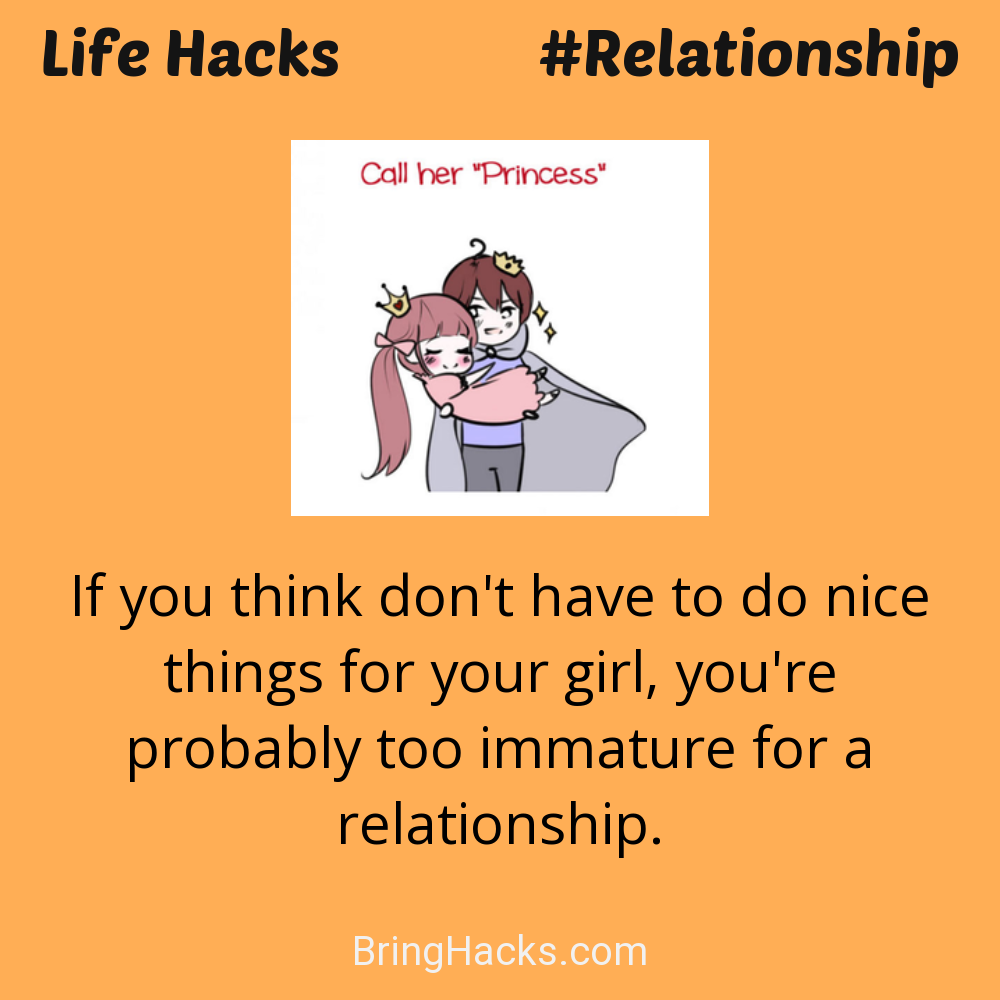 Life Hacks #Relationship
Call her "Princess"
If you think don't have to do nice
things for your girl, you're
probably too immature for a
relationship.
BringHacks.com